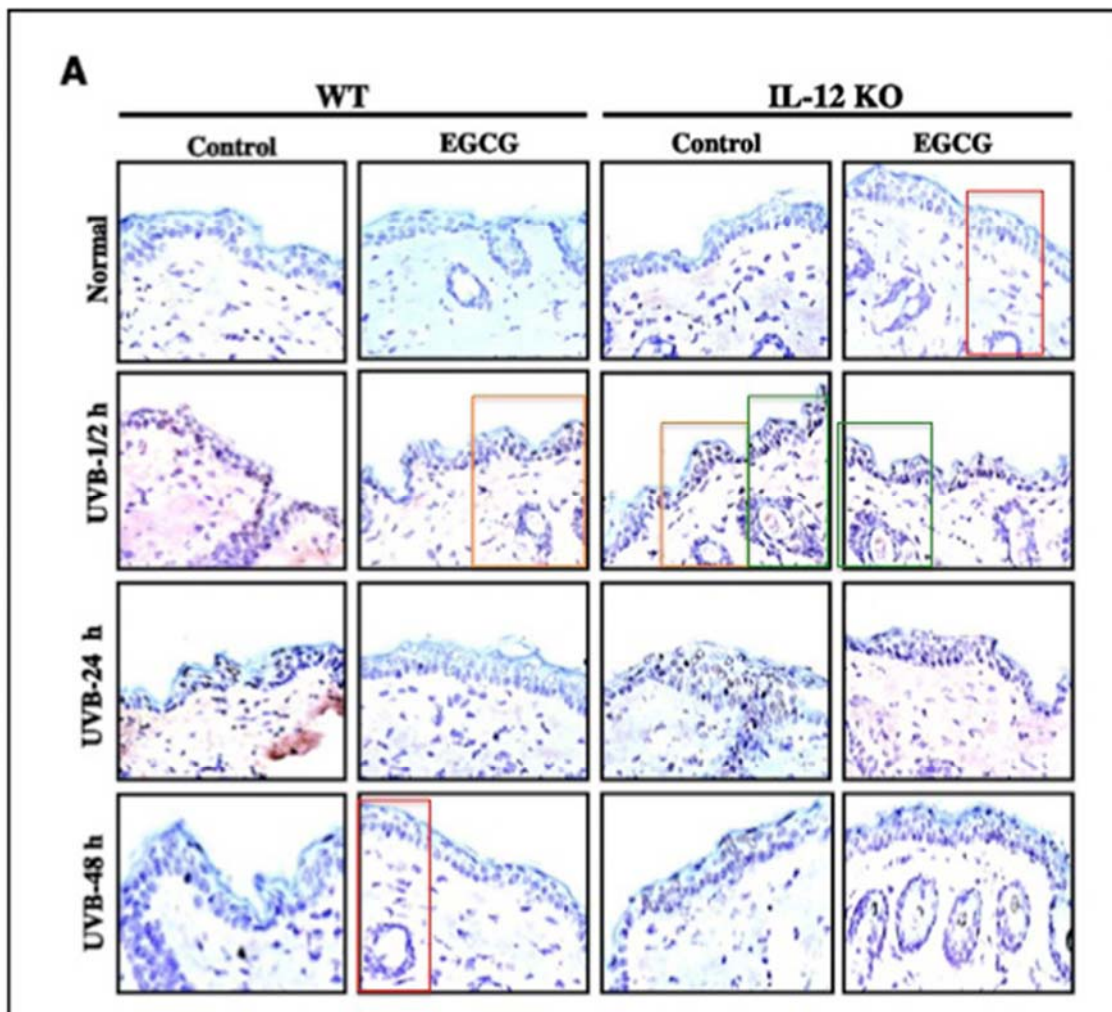 A
WT IL-12 KO
Control EGCG Control EGCG
Normal
UVB-1/2 h
UVB-24 h
UVB-48 h